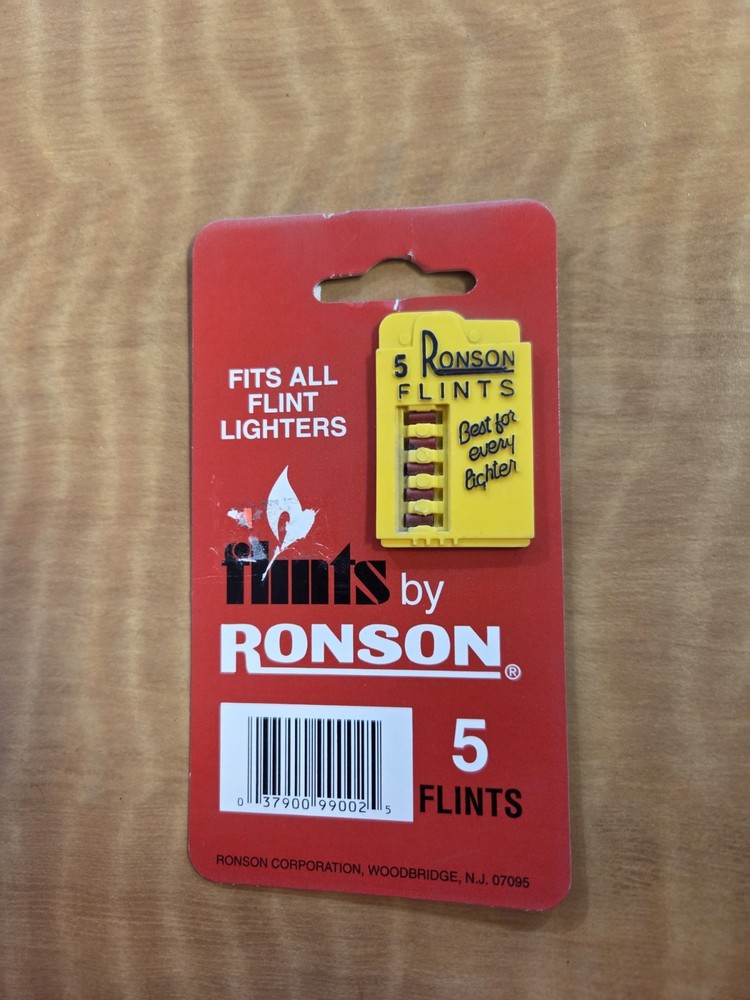 5 RONSON
FLINTS
Best for
every
lighter
FITS ALL
FLINT
LIGHTERS
flints by
RONSON®
0 37900 99002 5
5
FLINTS
RONSON CORPORATION, WOODBRIDGE, N.J. 07095